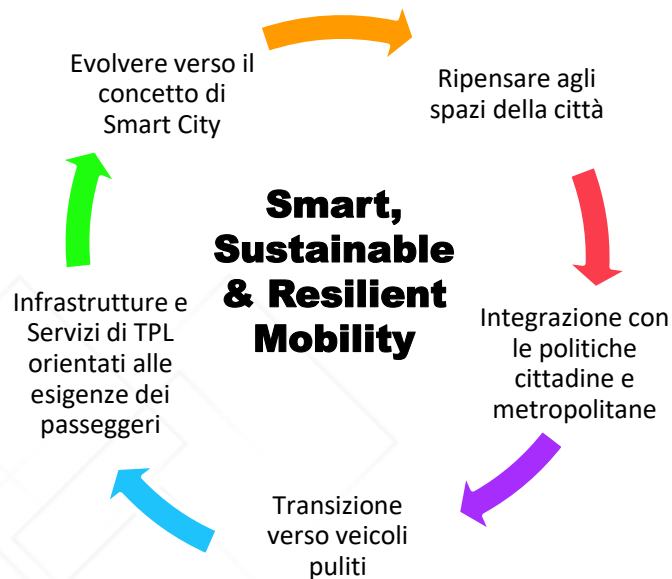 Evolvere verso il
concetto di
Smart City
Ripensare agli
spazi della città
Smart,
Sustainable
& Resilient
Mobility
Infrastrutture e
Servizi di TPL
orientati alle
esigenze dei
passeggeri
Integrazione con
le politiche
cittadine e
metropolitane
Transizione
verso veicoli
puliti